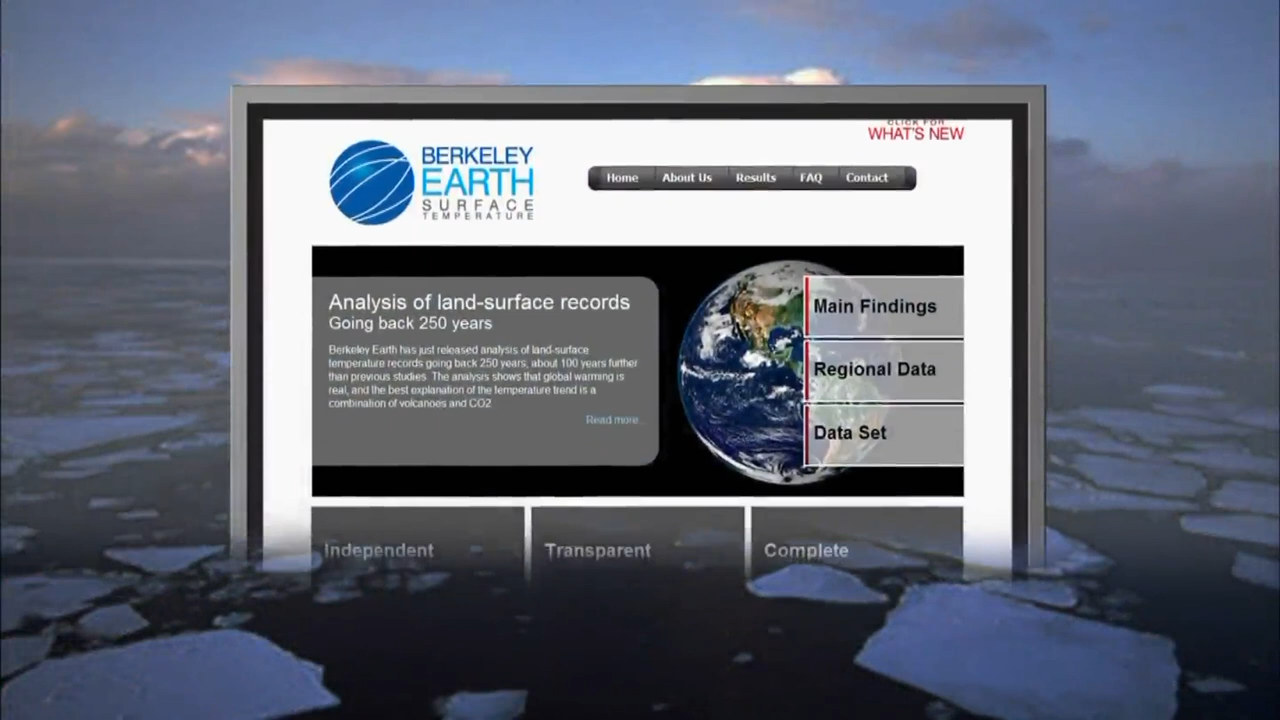 CLICK FOR
WHAT'S NEW
BERKELEY
EARTH
SURFACE
TEMPERATURE
Home About Us Results FAQ Contact
Analysis of land-surface records
Going back 250 years
Berkeley Earth has just released analysis of land-surface
temperature records going back 250 years, about 100 years further
than previous studies. The analysis shows that global warming is
real, and the best explanation of the temperature trend is a
combination of volcanoes and CO2
Read more...
Main Findings
Regional Data
Data Set
Independent Transparent Complete